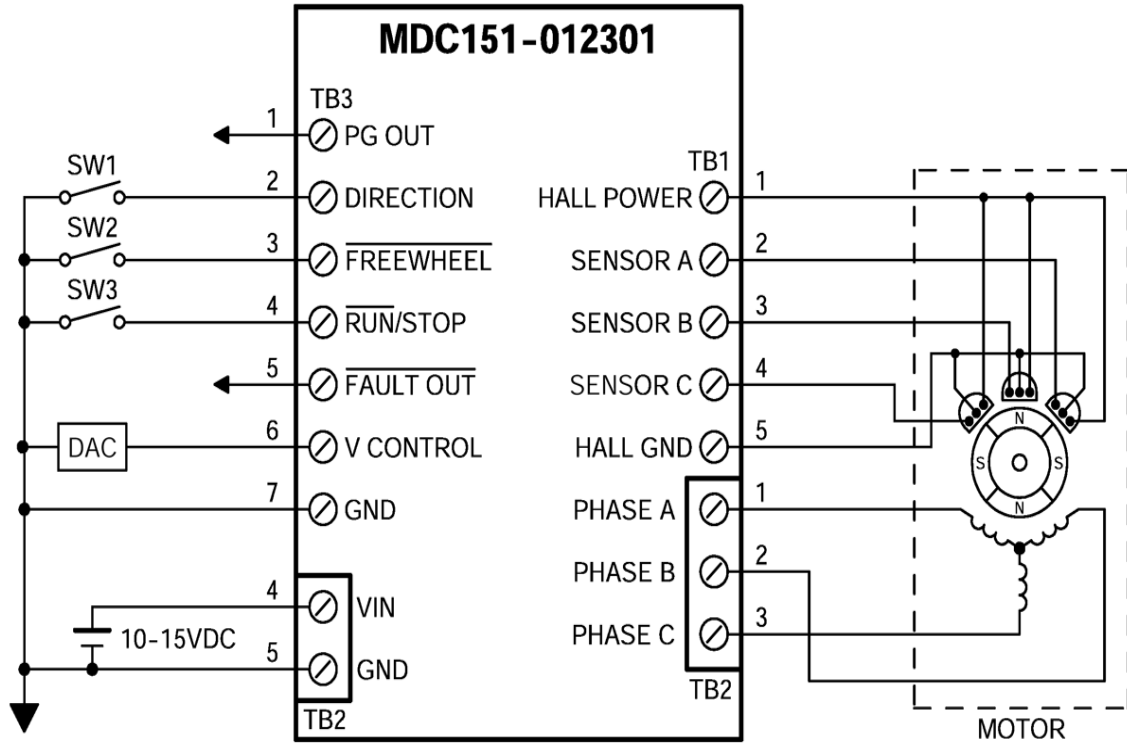 MDC151-012301
TB3
1 PG OUT
SW1
2 DIRECTION
SW2
3 FREEWHEEL
SW3
4 RUN/STOP
5 FAULT OUT
DAC
6 V CONTROL
7 GND
4 VIN
10-15VDC
5 GND
TB2
TB1
HALL POWER 1
SENSOR A 2
SENSOR B 3
SENSOR C 4
HALL GND 5
PHASE A 1
PHASE B 2
PHASE C 3
TB2
N
S
S
N
MOTOR